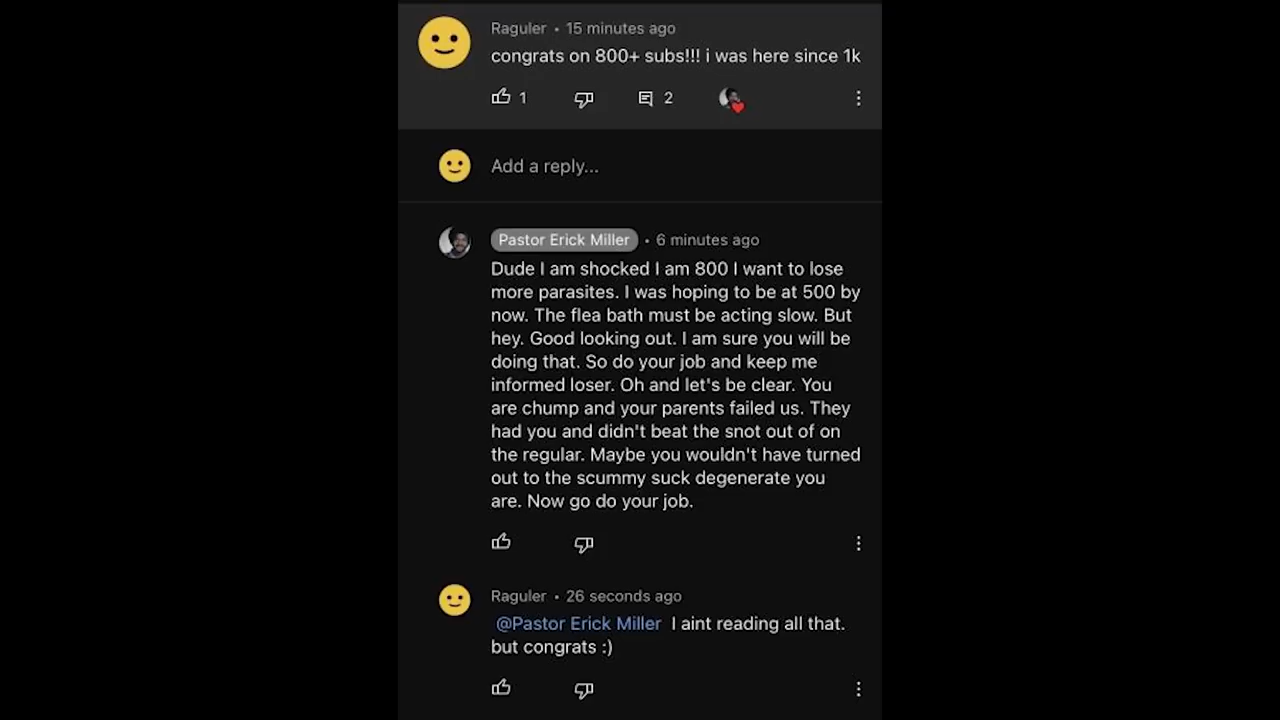 Raguler • 15 minutes ago
congrats on 800+ subs!!! i was here since 1k
1 2
Add a reply...
Pastor Erick Miller • 6 minutes ago
Dude I am shocked I am 800 I want to lose
more parasites. I was hoping to be at 500 by
now. The flea bath must be acting slow. But
hey. Good looking out. I am sure you will be
doing that. So do your job and keep me
informed loser. Oh and let's be clear. You
are chump and your parents failed us. They
had you and didn't beat the snot out of on
the regular. Maybe you wouldn't have turned
out to the scummy suck degenerate you
are. Now go do your job.
Raguler • 26 seconds ago
@Pastor Erick Miller I aint reading all that.
but congrats :)